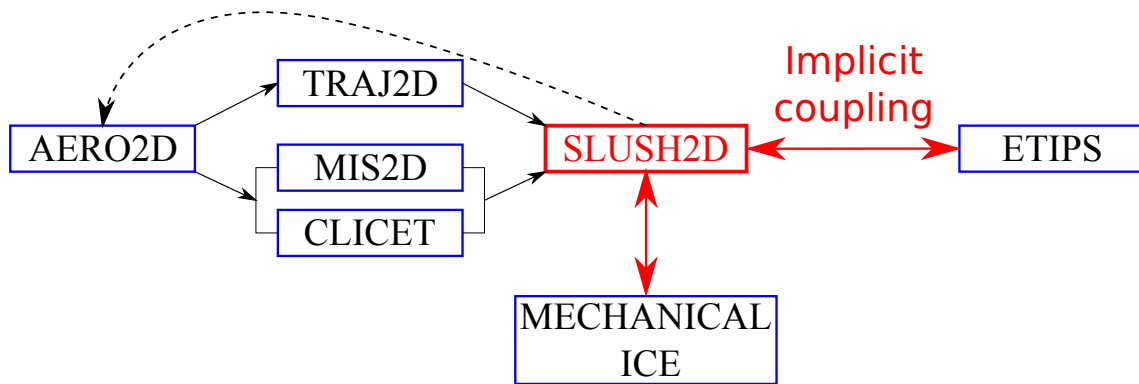 Implicit
coupling
TRAJ2D
AERO2D
SLUSH2D
ETIPS
MIS2D
CLICET
MECHANICAL
ICE